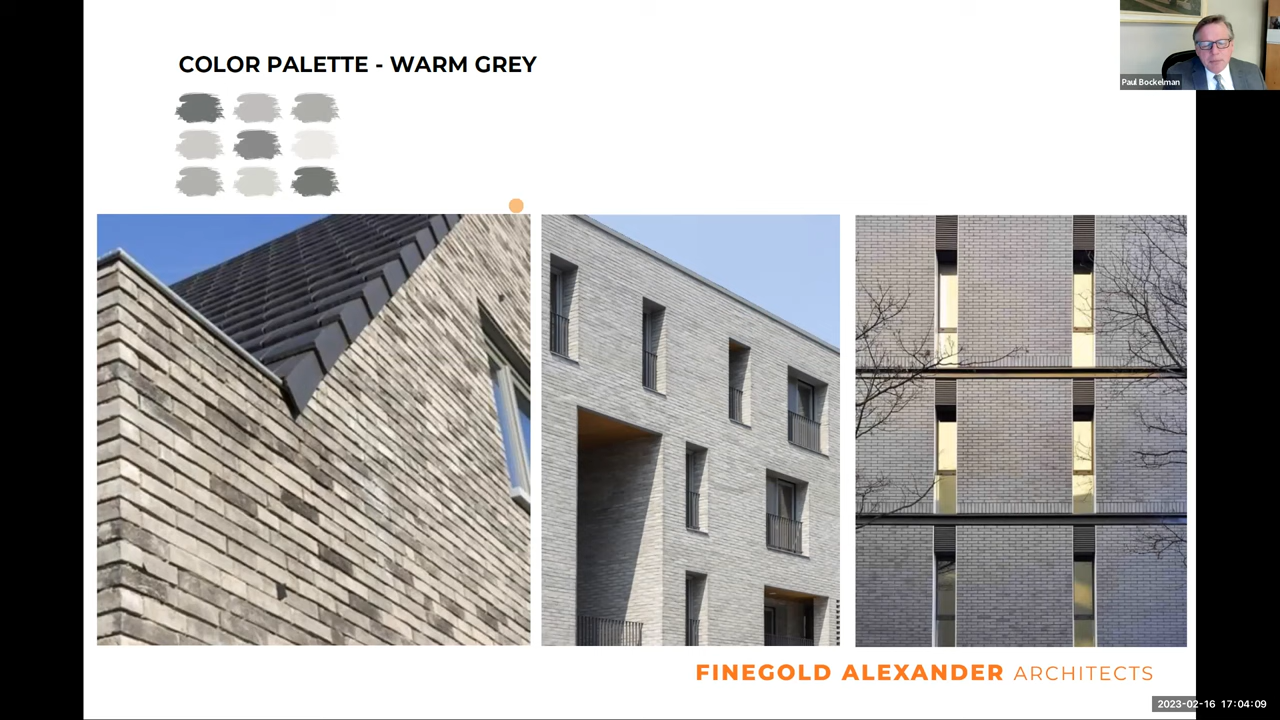 COLOR PALETTE - WARM GREY
Paul Bockelman
FINEGOLD ALEXANDER ARCHITECTS
2023-02-16 17:04:09